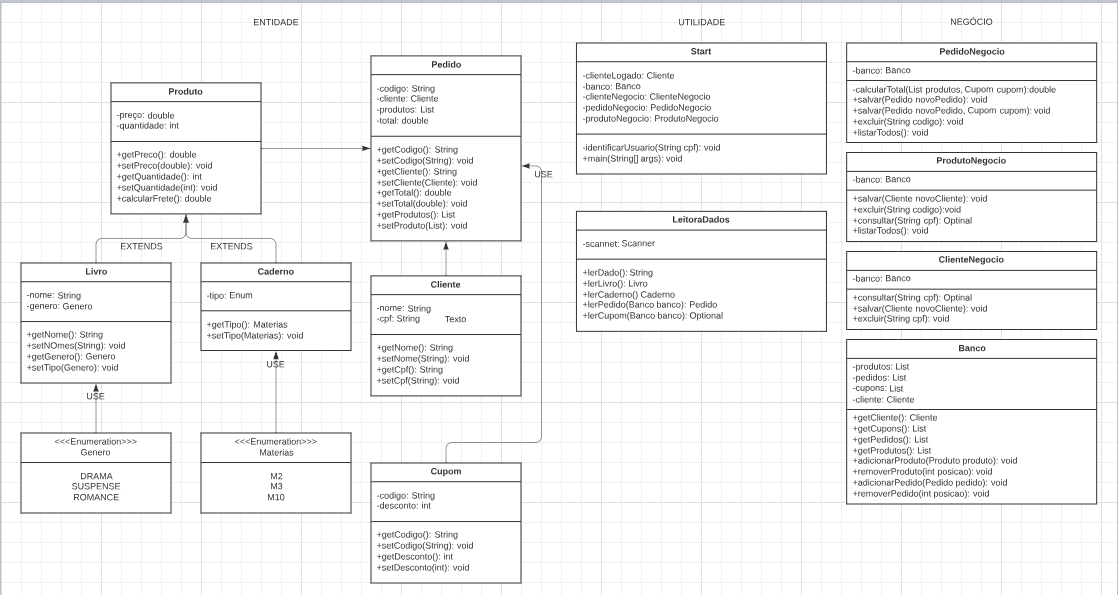 ENTIDADE
UTILIDADE
NEGÓCIO
Produto
-preço: double
-quantidade: int
+getPreco(): double
+setPreco(double): void
+getQuantidade(): int
+setQuantidade(int): void
+calcularFrete(): double
EXTENDS
EXTENDS
Livro
-nome: String
-genero: Genero
+getNome(): String
+setNOmes(String): void
+getGenero(): Genero
+setTipo(Genero): void
USE
<<<Enumeration>>>
Genero
DRAMA
SUSPENSE
ROMANCE
Caderno
-tipo: Enum
+getTipo(): Materias
+setTipo(Materias): void
USE
<<<Enumeration>>>
Materias
M2
M3
M10
Pedido
-codigo: String
-cliente: Cliente
-produtos: List
-total: double
+getCodigo(): String
+setCodigo(String): void
+getCliente(): String
+setCliente(Cliente): void
+getTotal(): double
+setTotal(double): void
+getProdutos(): List
+setProduto(List): void
USE
Cliente
-nome: String
-cpf: String
Texto
+getNome(): String
+setNome(String): void
+getCpf(): String
+setCpf(String): void
Cupom
-codigo: String
-desconto: int
+getCodigo(): String
+setCodigo(String): void
+getDesconto(): int
+setDesconto(int): void
Start
-clienteLogado: Cliente
-banco: Banco
-clienteNegocio: ClienteNegocio
-pedidoNegocio: PedidoNegocio
-produtoNegocio: ProdutoNegocio
-identificarUsuario(String cpf): void
+main(String[] args): void
LeitoraDados
-scannet: Scanner
+lerDado(): String
+lerLivro(): Livro
+lerCaderno() Caderno
+lerPedido(Banco banco): Pedido
+lerCupom(Banco banco): Optional
PedidoNegocio
-banco: Banco
-calcularTotal(List produtos, Cupom cupom):double
+salvar(Pedido novoPedido): void
+salvar(Pedido novoPedido, Cupom cupom): void
+excluir(String codigo): void
+listarTodos(): void
ProdutoNegocio
-banco: Banco
+salvar(Cliente novoCliente): void
+excluir(String codigo):void
+consultar(String cpf): Optinal
+listarTodos(): void
ClienteNegocio
-banco: Banco
+consultar(String cpf): Optinal
+salvar(Cliente novoCliente): void
+excluir(String cpf): void
Banco
-produtos: List
-pedidos: List
-cupons: List
-cliente: Cliente
+getCliente(): Cliente
+getCupons(): List
+getPedidos(): List
+getProdutos(): List
+adicionarProduto(Produto produto): void
+removerProduto(int posicao): void
+adicionarPedido(Pedido pedido): void
+removerPedido(int posicao): void